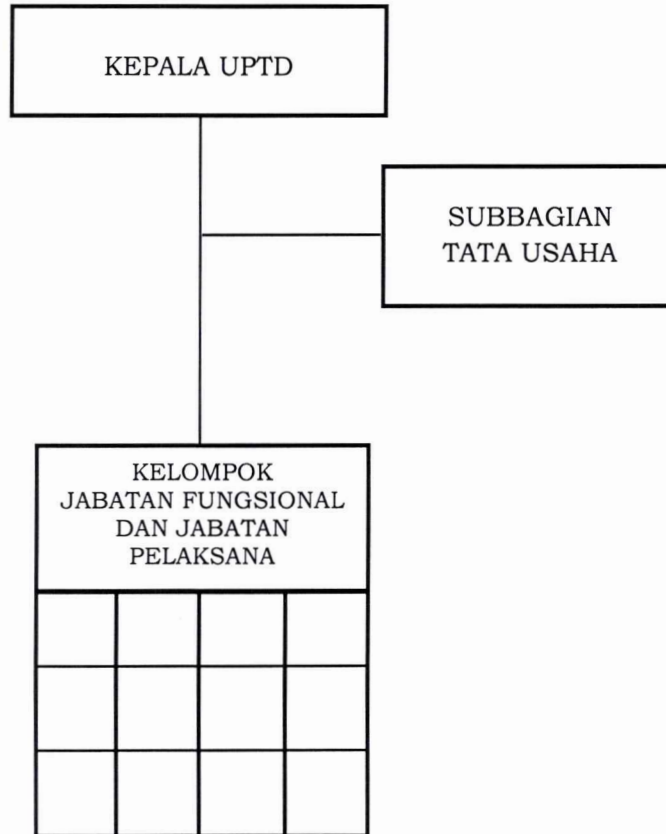 KEPALA UPTD
SUBBAGIAN
TATA USAHA
KELOMPOK
JABATAN FUNGSIONAL
DAN JABATAN
PELAKSANA